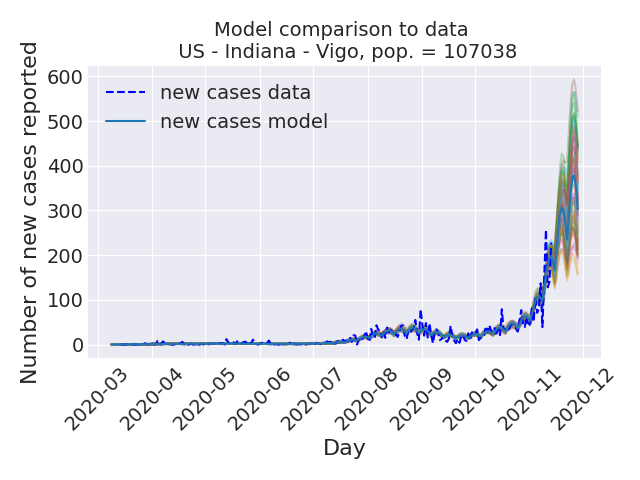 Model comparison to data
US - Indiana - Vigo, pop. = 107038
Number of new cases reported
600
500
400
300
200
100
0
new cases data
new cases model
2020-03
2020-04
2020-05
2020-06
2020-07
2020-08
2020-09
2020-10
2020-11
2020-12
Day